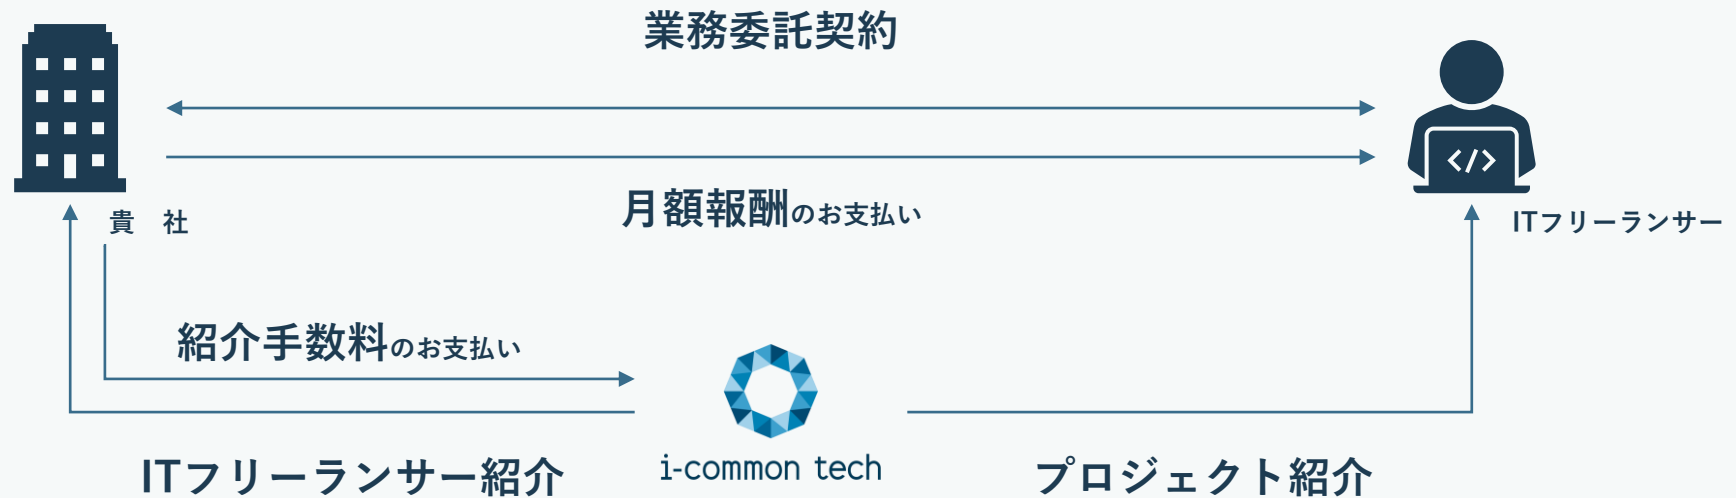 業務委託契約
</>
月額報酬のお支払い
貴　社
ITフリーランサー
紹介手数料のお支払い
i-common tech
ITフリーランサー紹介
プロジェクト紹介